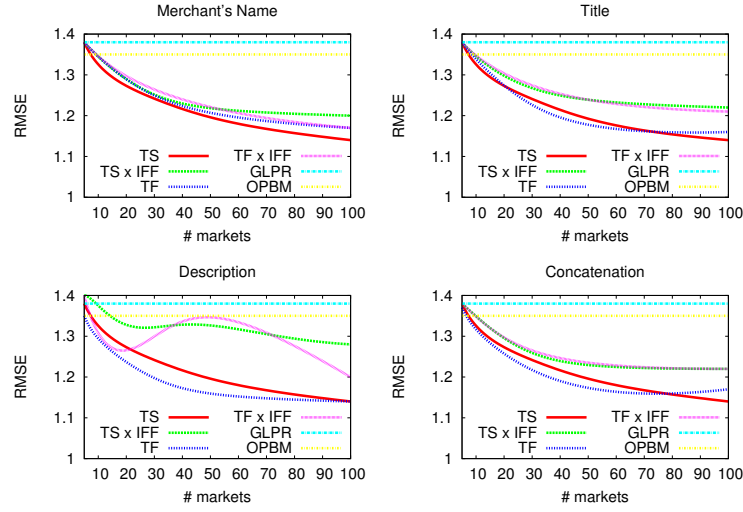 Merchant's Name
1.4
1.3
1.2
1.1
1
RMSE
10 20 30 40 50 60 70 80 90 100
# markets
TS
TS x IFF
TF
TF x IFF
GLPR
OPBM
Title
1.4
1.3
1.2
1.1
1
RMSE
10 20 30 40 50 60 70 80 90 100
# markets
TS
TS x IFF
TF
TF x IFF
GLPR
OPBM
Description
1.4
1.3
1.2
1.1
1
RMSE
10 20 30 40 50 60 70 80 90 100
# markets
TS
TS x IFF
TF
TF x IFF
GLPR
OPBM
Concatenation
1.4
1.3
1.2
1.1
1
RMSE
10 20 30 40 50 60 70 80 90 100
# markets
TS
TS x IFF
TF
TF x IFF
GLPR
OPBM